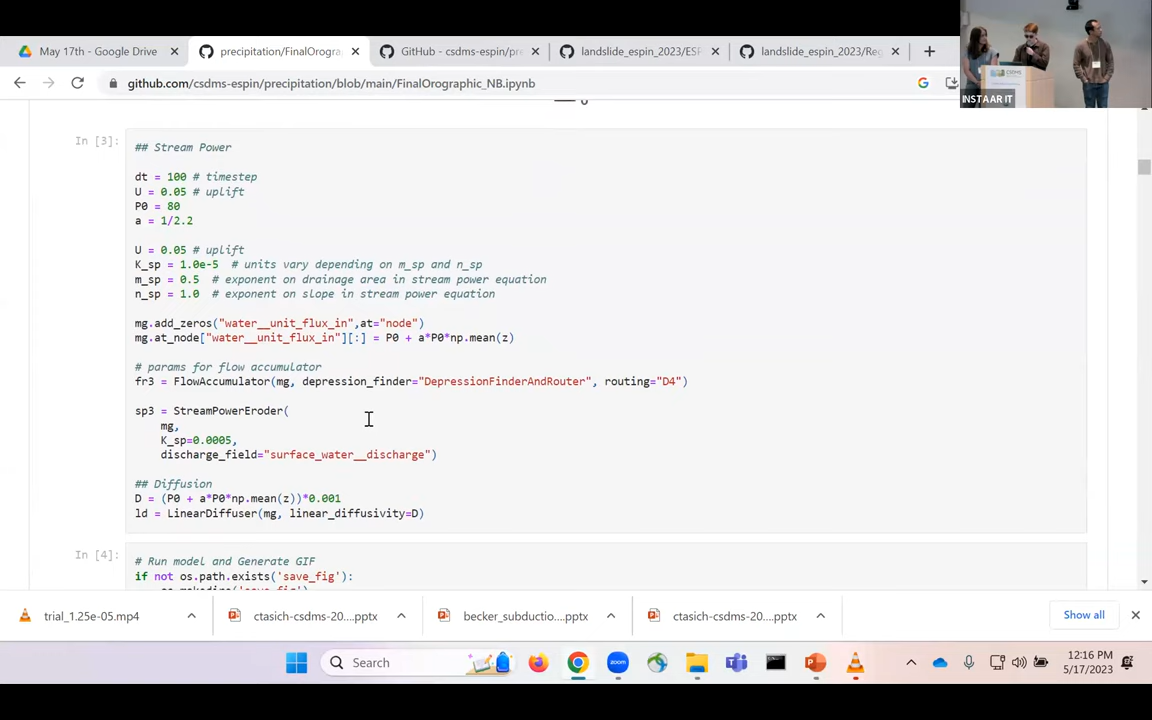 May 17th - Google Drive
precipitation/FinalOrogra
GitHub - csdms-espin/pre
landslide_espin_2023/ESF
landslide_espin_2023/Reg
github.com/csdms-espin/precipitation/blob/main/FinalOrographic_NB.ipynb
INSTAAR IT
In [3]:
## Stream Power
dt = 100 # timestep
U = 0.05 # uplift
P0 = 80
a = 1/2.2
U = 0.05 # uplift
K_sp = 1.0e-5  # units vary depending on m_sp and n_sp
m_sp = 0.5  # exponent on drainage area in stream power equation
n_sp = 1.0  # exponent on slope in stream power equation
mg.add_zeros("water__unit_flux_in",at="node")
mg.at_node["water__unit_flux_in"][:] = P0 + a*P0*np.mean(z)
# params for flow accumulator
fr3 = FlowAccumulator(mg, depression_finder="DepressionFinderAndRouter", routing="D4")
sp3 = StreamPowerEroder(
mg,
K_sp=0.0005,
discharge_field="surface_water__discharge")
## Diffusion
D = (P0 + a*P0*np.mean(z))*0.001
ld = LinearDiffuser(mg, linear_diffusivity=D)
In [4]:
# Run model and Generate GIF
if not os.path.exists('save_fig'):
trial_1.25e-05.mp4
ctasich-csdms-20....pptx
becker_subductio....pptx
ctasich-csdms-20....pptx
Show all
Search
zoom
12:16 PM
5/17/2023